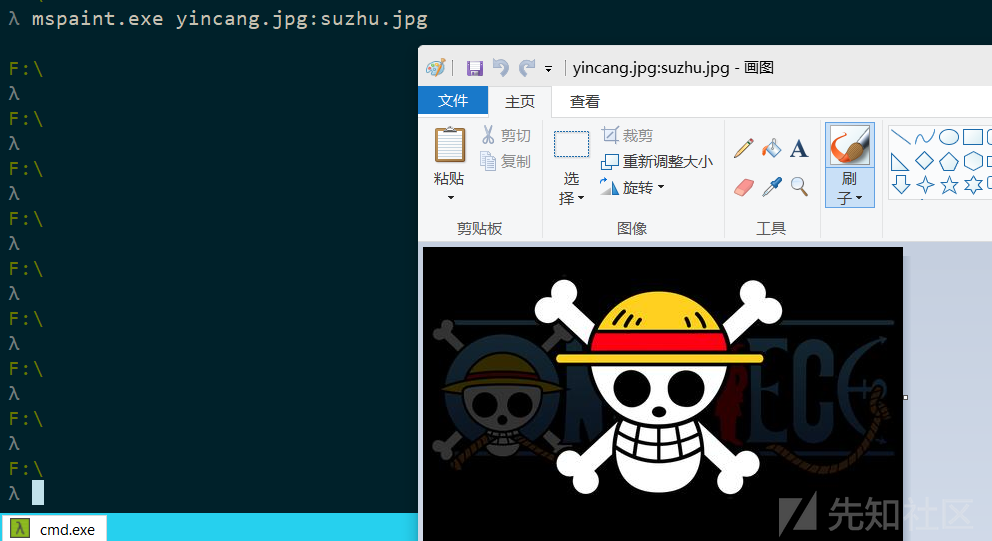 λ mspaint.exe yincang.jpg:suzhu.jpg
F:\
λ
F:\
λ
F:\
λ
F:\
λ
F:\
λ
F:\
λ
F:\
λ
F:\
λ
F:\
λ
yincang.jpg:suzhu.jpg - 画图
文件 主页 查看
粘贴
剪切
复制
剪贴板
选择
裁剪
重新调整大小
旋转
图像
A
工具
刷子
先知社区
λ cmd.exe